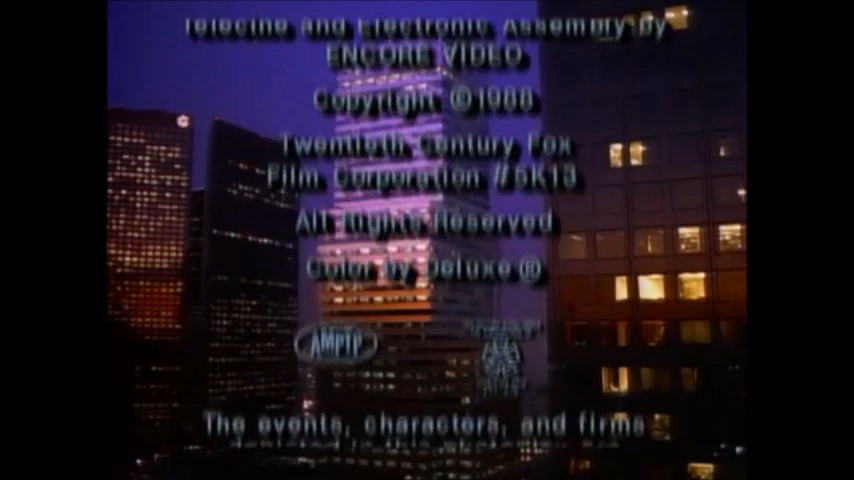 Telecine and Electronic Assembly by
ENCORE VIDEO
Copyright ©1988
Twentieth Century Fox
Film Corporation #5K13
All Rights Reserved
Color by Deluxe®
AMPTP
The events, characters, and firms